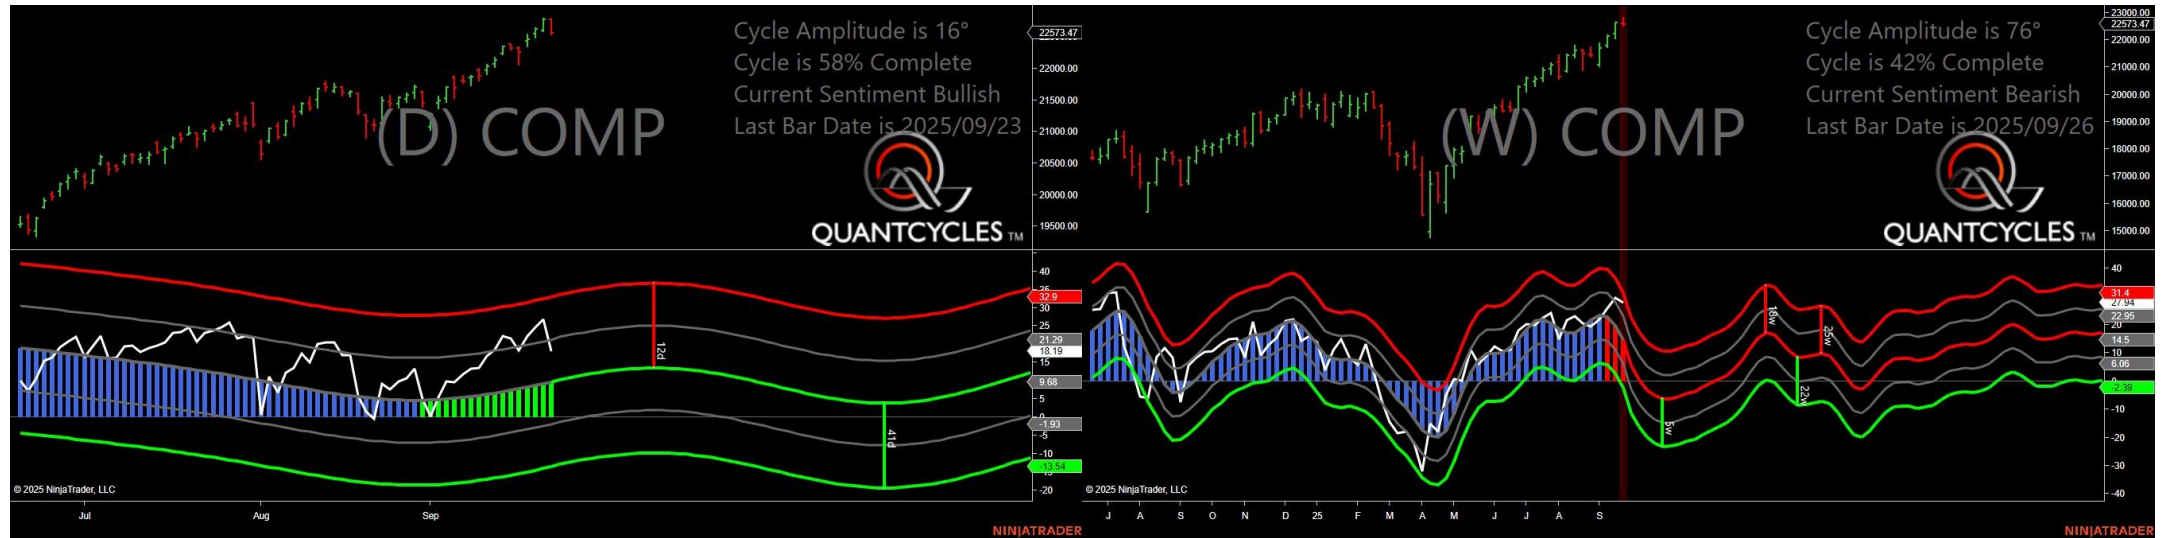 Cycle Amplitude is 16°
Cycle is 58% Complete
Current Sentiment Bullish
Last Bar Date is 2025/09/23
(D) COMP
QUANTCYCLES TM
22573.47
22000.00
21500.00
21000.00
20500.00
20000.00
19500.00
40
32.9
30
25
21.29
18.19
15
9.68
5
0
-1.93
-5
-10
-13.54
-20
12d
41d
© 2025 NinjaTrader, LLC
Jul
Aug
Sep
NINJATRADER
Cycle Amplitude is 76°
Cycle is 42% Complete
Current Sentiment Bearish
Last Bar Date is 2025/09/26
(W) COMP
QUANTCYCLES TM
23000.00
22573.47
22000.00
21000.00
20000.00
19000.00
18000.00
17000.00
16000.00
15000.00
40
31.4
27.94
22.95
20
14.5
10
6.06
-2.39
-10
-20
-30
-40
5w
18w
22w
25w
© 2025 NinjaTrader, LLC
J A S O N D 25 F M A M J J A S
NINJATRADER